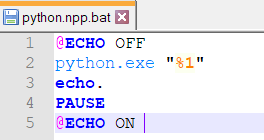 python.npp.bat
1 @ECHO OFF
2 python.exe "%1"
3 echo.
4 PAUSE
5 @ECHO ON